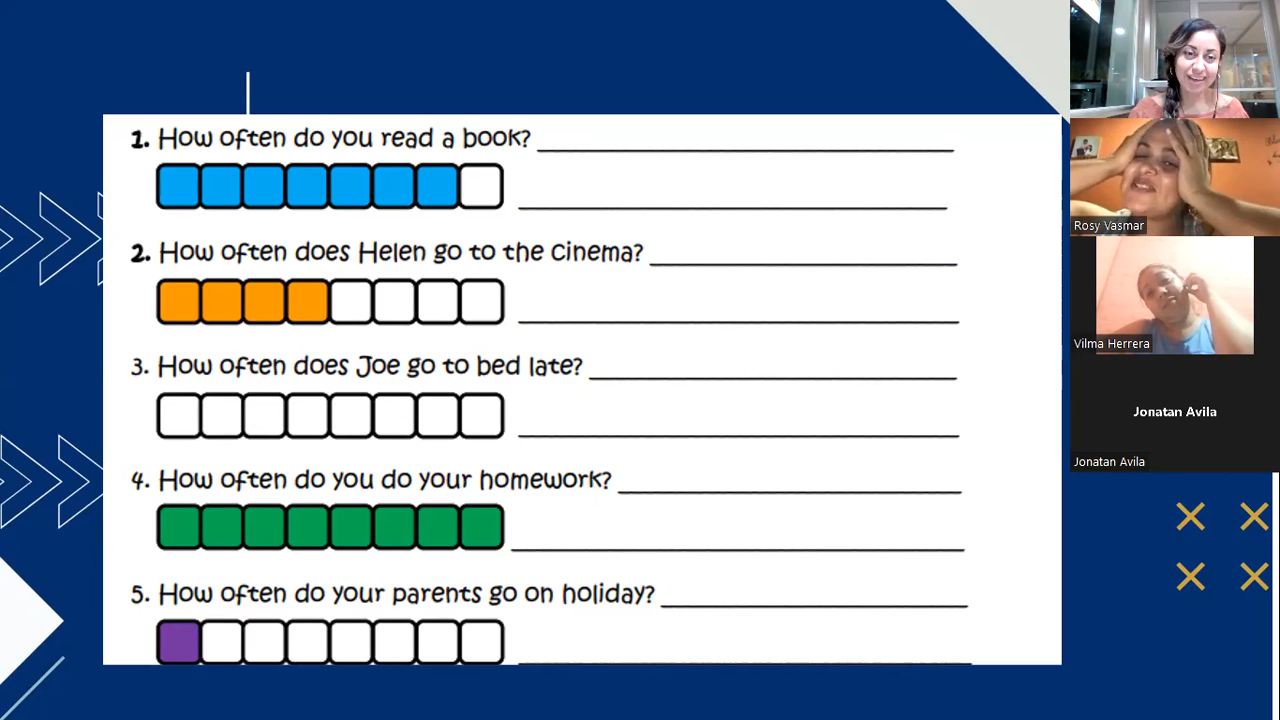 1. How often do you read a book?
2. How often does Helen go to the cinema?
3. How often does Joe go to bed late?
4. How often do you do your homework?
5. How often do your parents go on holiday?
Rosy Vasmar
Vilma Herrera
Jonatan Avila
Jonatan Avila